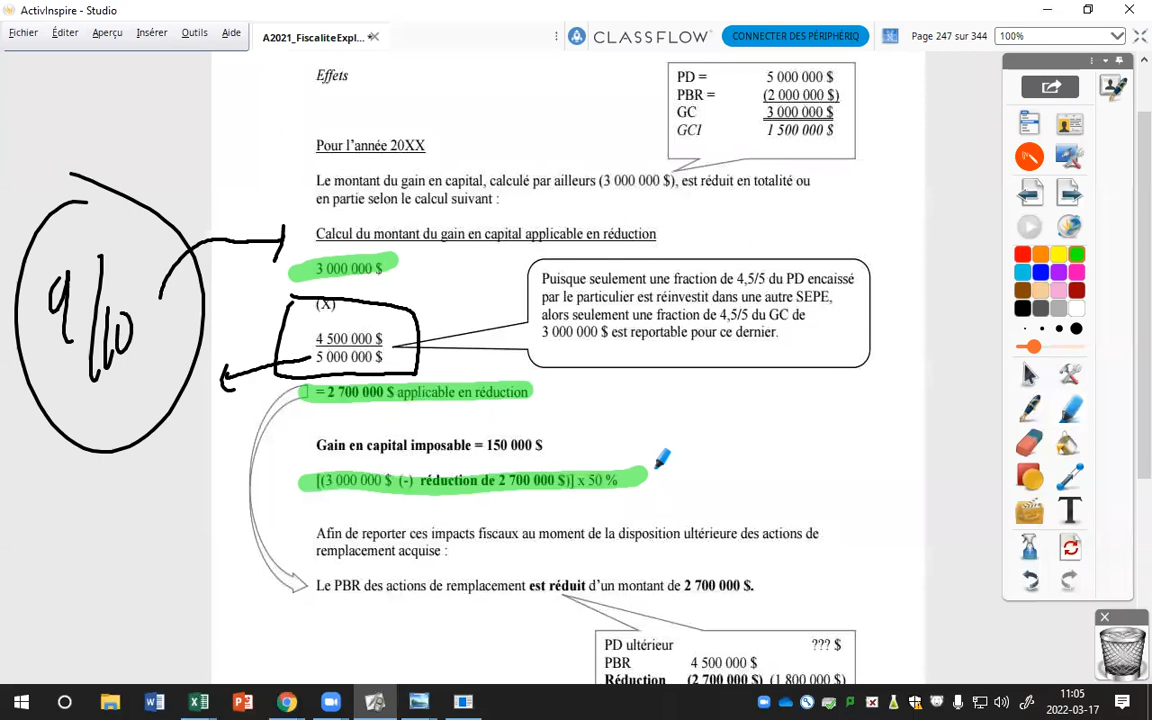 ActivInspire - Studio
Fichier Éditer Aperçu Insérer Outils Aide
A2021_FiscaliteExpl...
CLASSFLOW
CONNECTER DES PÉRIPHÉRIQ
Page 247 sur 344
100%
Effets
PD = 5 000 000 $
PBR = (2 000 000 $)
GC 3 000 000 $
GCI 1 500 000 $
Pour l'année 20XX
Le montant du gain en capital, calculé par ailleurs (3 000 000 $), est réduit en totalité ou
en partie selon le calcul suivant :
Calcul du montant du gain en capital applicable en réduction
3 000 000 $
(X)
4 500 000 $
5 000 000 $
Puisque seulement une fraction de 4,5/5 du PD encaissé
par le particulier est réinvestit dans une autre SEPE,
alors seulement une fraction de 4,5/5 du GC de
3 000 000 $ est reportable pour ce dernier.
9/10
= 2 700 000 $ applicable en réduction
Gain en capital imposable = 150 000 $
[(3 000 000 $ (-) réduction de 2 700 000 $)] x 50 %
Afin de reporter ces impacts fiscaux au moment de la disposition ultérieure des actions de
remplacement acquise :
Le PBR des actions de remplacement est réduit d'un montant de 2 700 000 $.
PD ultérieur ??? $
PBR 4 500 000 $
Réduction (2 700 000 $) (1 800 000 $)
11:05
2022-03-17